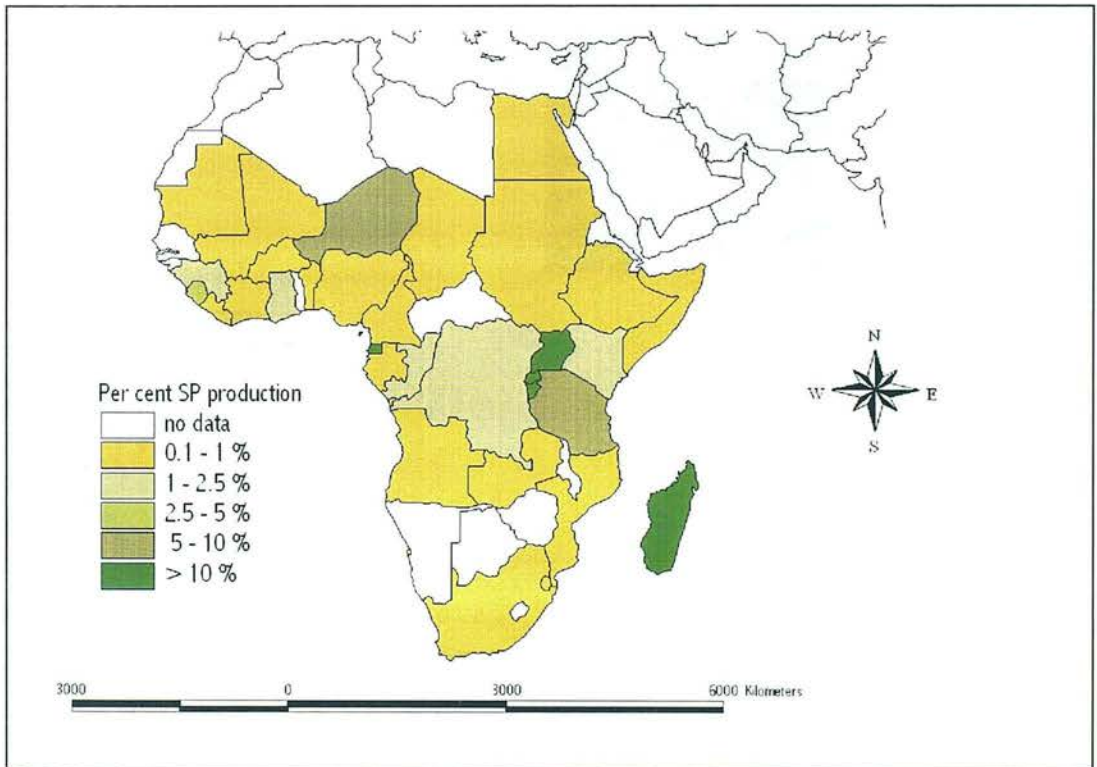 N
W E
S
Per cent SP production
no data
0.1 - 1 %
1 - 2.5 %
2.5 - 5 %
5 - 10 %
> 10 %
3000 0 3000 6000 Kilometers